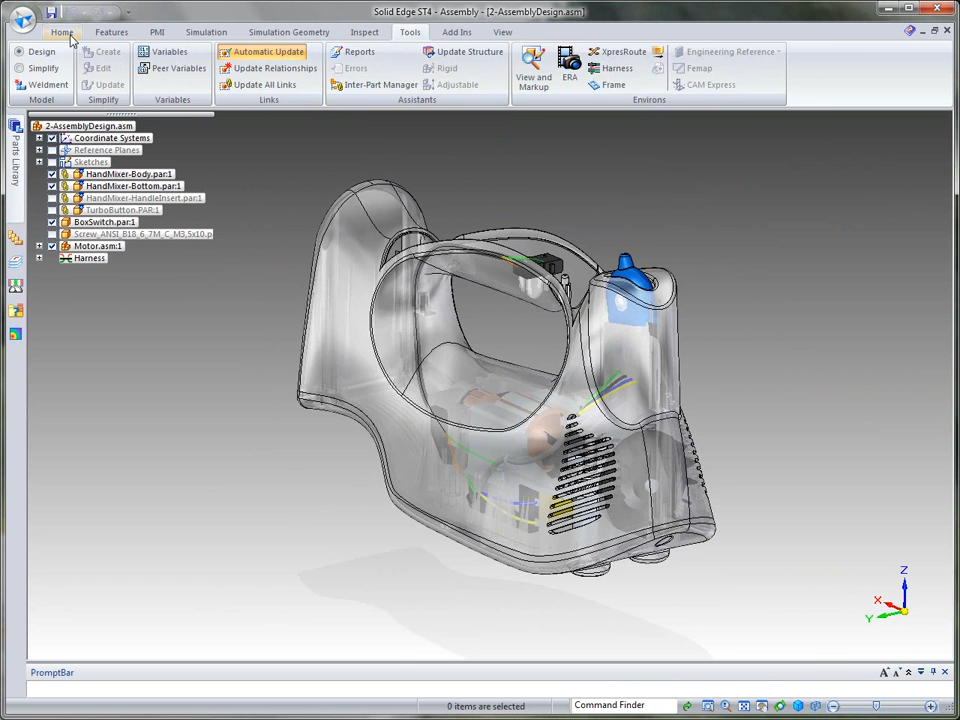 Solid Edge ST4 - Assembly - [2-AssemblyDesign.asm]
Home Features PMI Simulation Simulation Geometry Inspect Tools Add Ins View
Design Create Variables Automatic Update Reports Update Structure XpresRoute Engineering Reference
Simplify Edit Peer Variables Update Relationships Errors Rigid Harness Femap
Weldment Update Update All Links Inter-Part Manager Adjustable View and Markup ERA Frame CAM Express
Model Simplify Variables Links Assistants Environs
Parts Library
2-AssemblyDesign.asm
Coordinate Systems
Reference Planes
Sketches
HandMixer-Body.par:1
HandMixer-Bottom.par:1
HandMixer-HandleInsert.par:1
TurboButton.PAR:1
BoxSwitch.par:1
Screw_ANSI_B18_6_7M_C_M3,5x10.p
Motor.asm:1
Harness
Z
X
Y
PromptBar
0 items are selected Command Finder